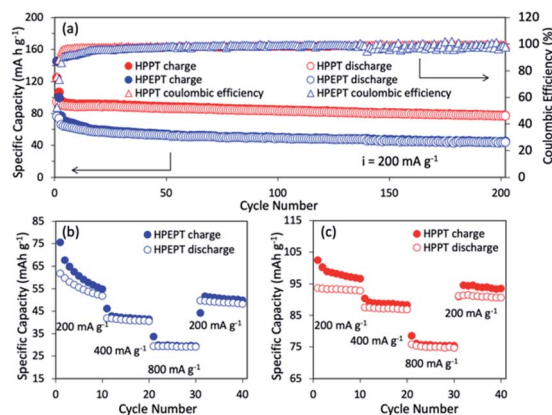 (a)
Specific Capacity (mA h g⁻¹)
200
160
120
80
40
0
120
100
80
60
40
20
0
Coulombic Efficiency (%)
HPPT charge
HPPT discharge
HEPT charge
HEPT discharge
HPPT coulombic efficiency
HPEPT coulombic efficiency
i = 200 mA g⁻¹
0
50
100
150
200
Cycle Number
(b)
Specific Capacity (mAh g⁻¹)
85
75
65
55
45
35
25
15
HPEPT charge
HPEPT discharge
200 mA g⁻¹
400 mA g⁻¹
800 mA g⁻¹
200 mA g⁻¹
0
10
20
30
40
Cycle Number
(c)
Specific Capacity (mAh g⁻¹)
115
105
95
85
75
65
HPPT charge
HPPT discharge
200 mA g⁻¹
400 mA g⁻¹
800 mA g⁻¹
200 mA g⁻¹
0
10
20
30
40
Cycle Number